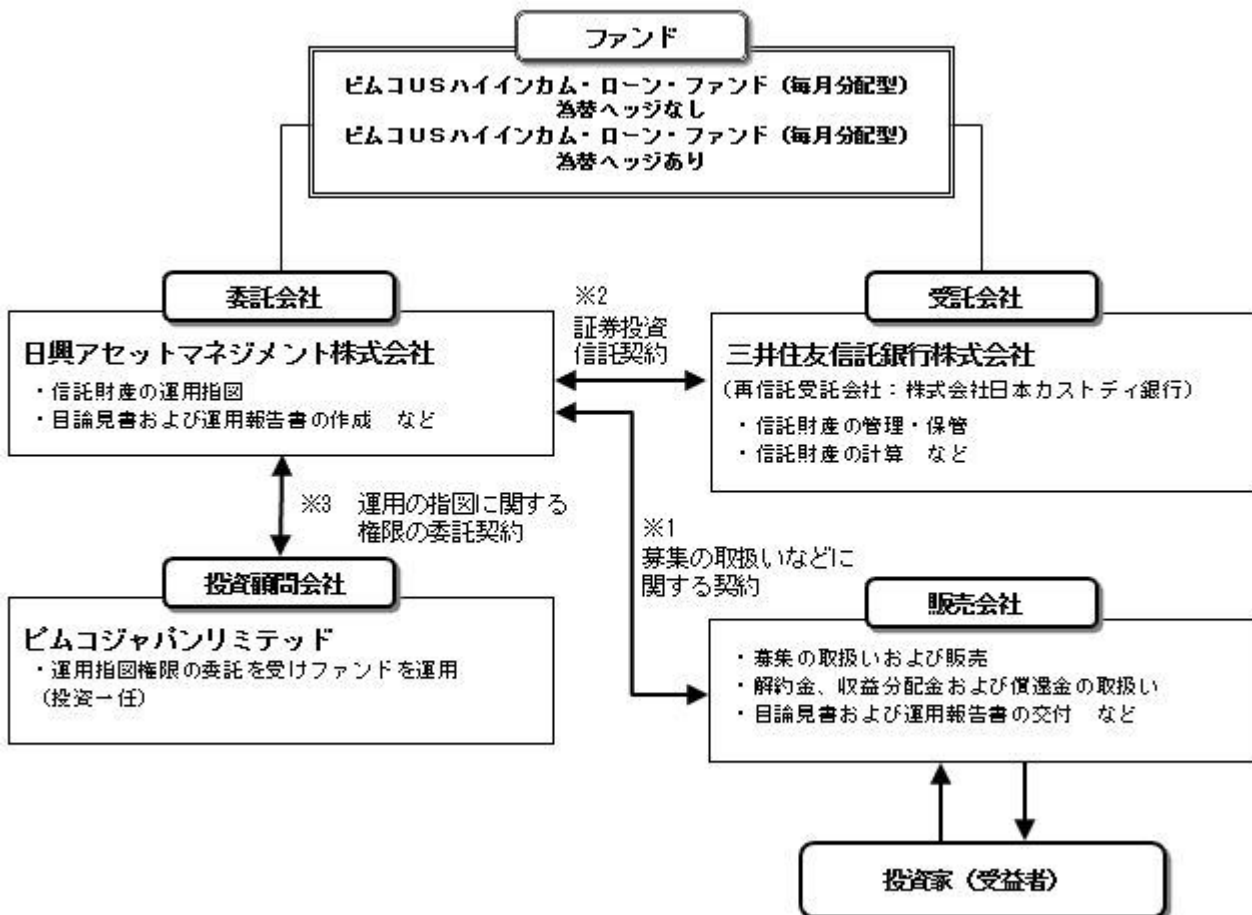 ファンド
ピムコUSハイインカム・ローン・ファンド(毎月分配型)
為替ヘッジなし
ピムコUSハイインカム・ローン・ファンド(毎月分配型)
為替ヘッジあり
委託会社
日興アセットマネジメント株式会社
・信託財産の運用指図
・目論見書および運用報告書の作成 など
※2
証券投資
信託契約
受託会社
三井住友信託銀行株式会社
(再信託受託会社:株式会社日本カストディ銀行)
・信託財産の管理・保管
・信託財産の計算 など
※3 運用の指図に関する
権限の委託契約
※1
募集の取扱いなどに
関する契約
投資顧問会社
ピムコジャパンリミテッド
・運用指図権限の委託を受けファンドを運用
(投資一任)
販売会社
・募集の取扱いおよび販売
・解約金、収益分配金および償還金の取扱い
・目論見書および運用報告書の交付 など
投資家(受益者)